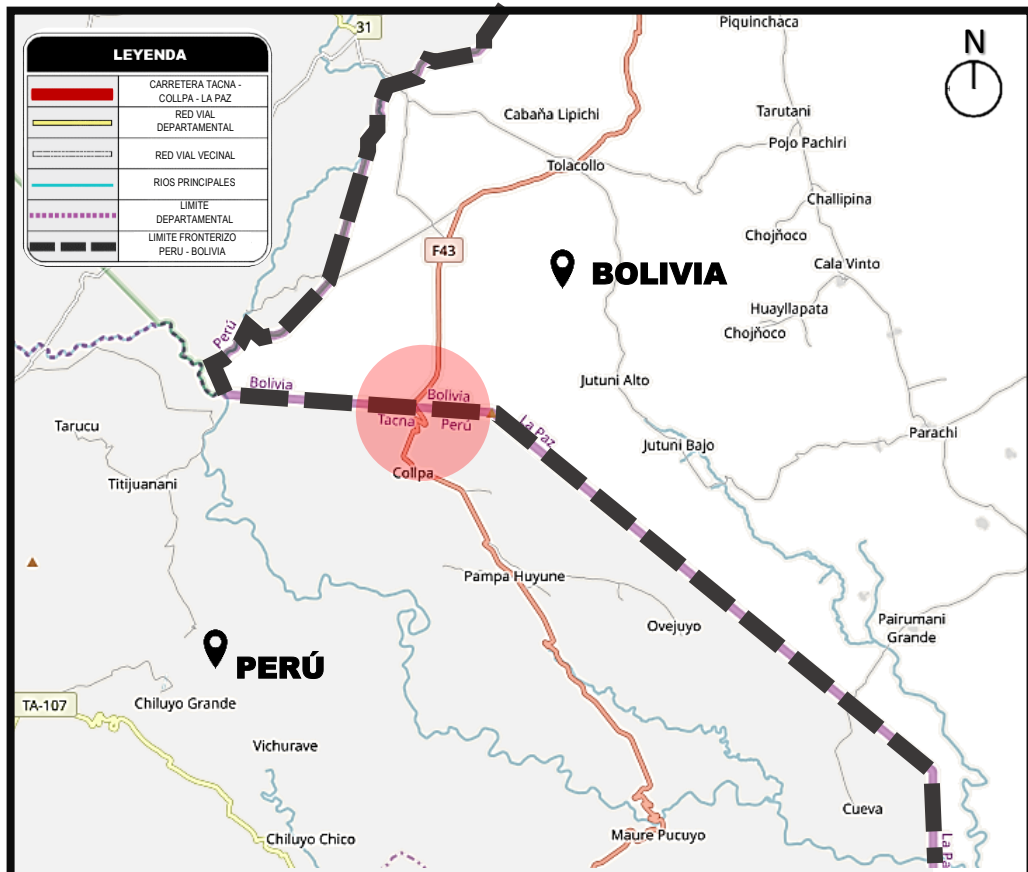 Piquinchaca
31
N
LEYENDA
CARRETERA TACNA -
COLLPA - LA PAZ
RED VIAL
DEPARTAMENTAL
RED VIAL VECINAL
RIOS PRINCIPALES
LIMITE
DEPARTAMENTAL
LIMITE FRONTERIZO
PERU - BOLIVIA
Cabaña Lipichi
Tarutani
Pojo Pachiri
Tolacollo
Challipina
Chojñoco
F43
BOLIVIA
Cala Vinto
Huayllapata
Chojñoco
Perú
Bolivia
Bolivia
Tacna
Perú
La Paz
Jutuni Alto
Jutuni Bajo
Parachi
Tarucu
Titijuanani
Collpa
Pampa Huyune
Ovejuyo
Pairumani
Grande
PERÚ
TA-107
Chiluyo Grande
Vichurave
Cueva
Chiluyo Chico
Maure Pucuyo
La Pa